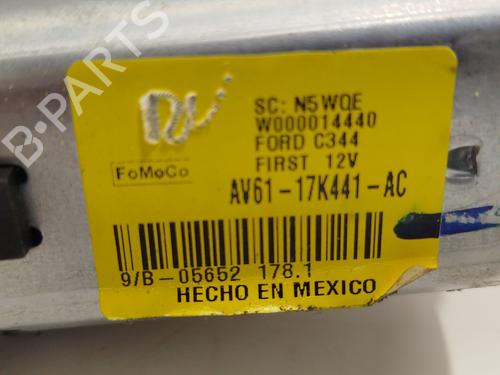 SC: N5WQE
W000014440
FORD C344
FIRST 12V
FoMoCo
AV61-17K441-AC
9/B-05652 178.1
HECHO EN MEXICO
B-PARTS